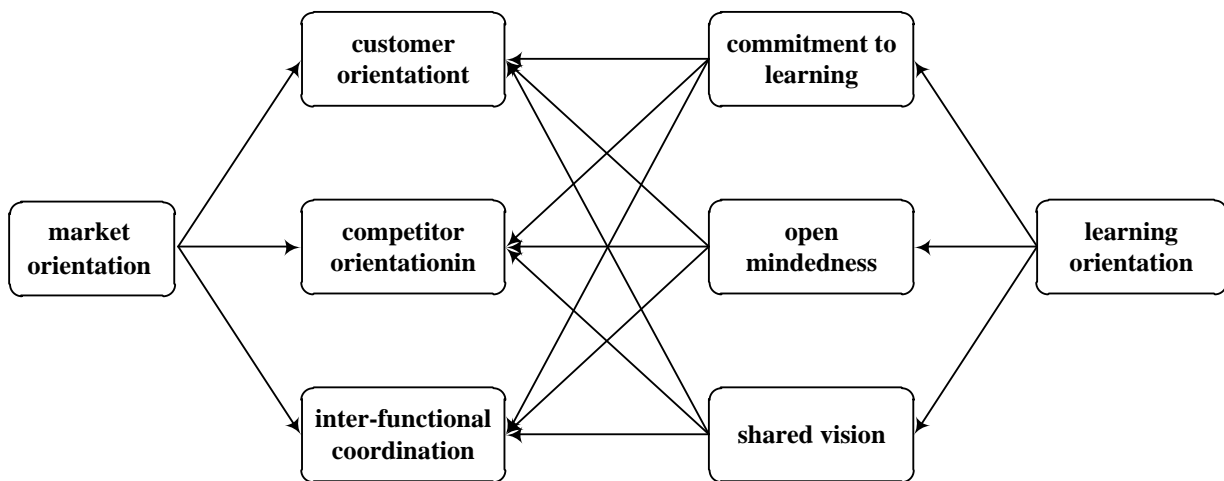 customer
orientationt
commitment to
learning
market
orientation
competitor
orientationin
open
mindedness
learning
orientation
inter-functional
coordination
shared vision